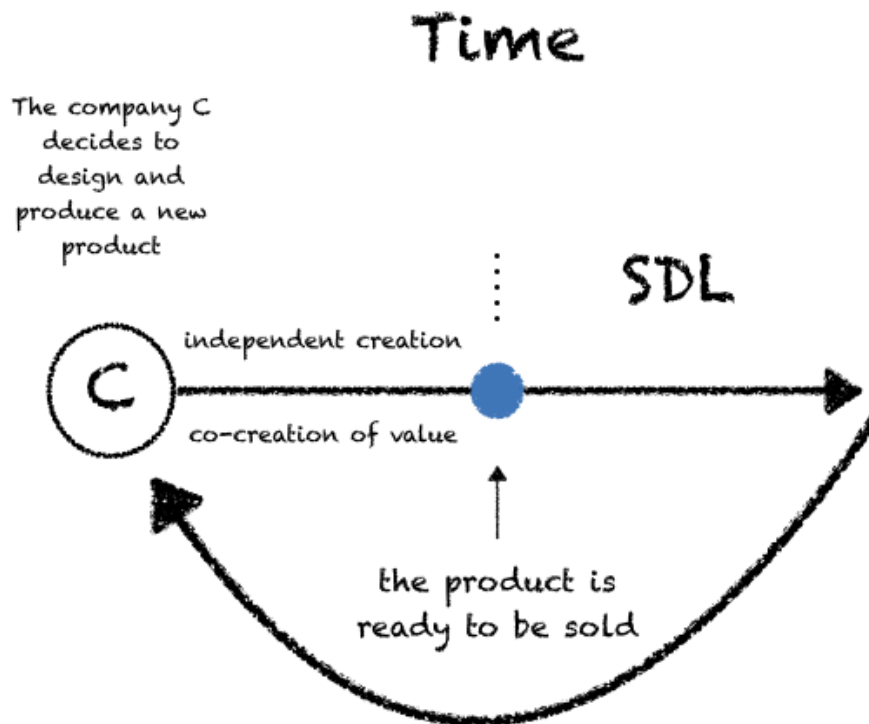 Time
The company C
decides to
design and
produce a new
product
SDL
independent creation
C
co-creation of value
the product is
ready to be sold